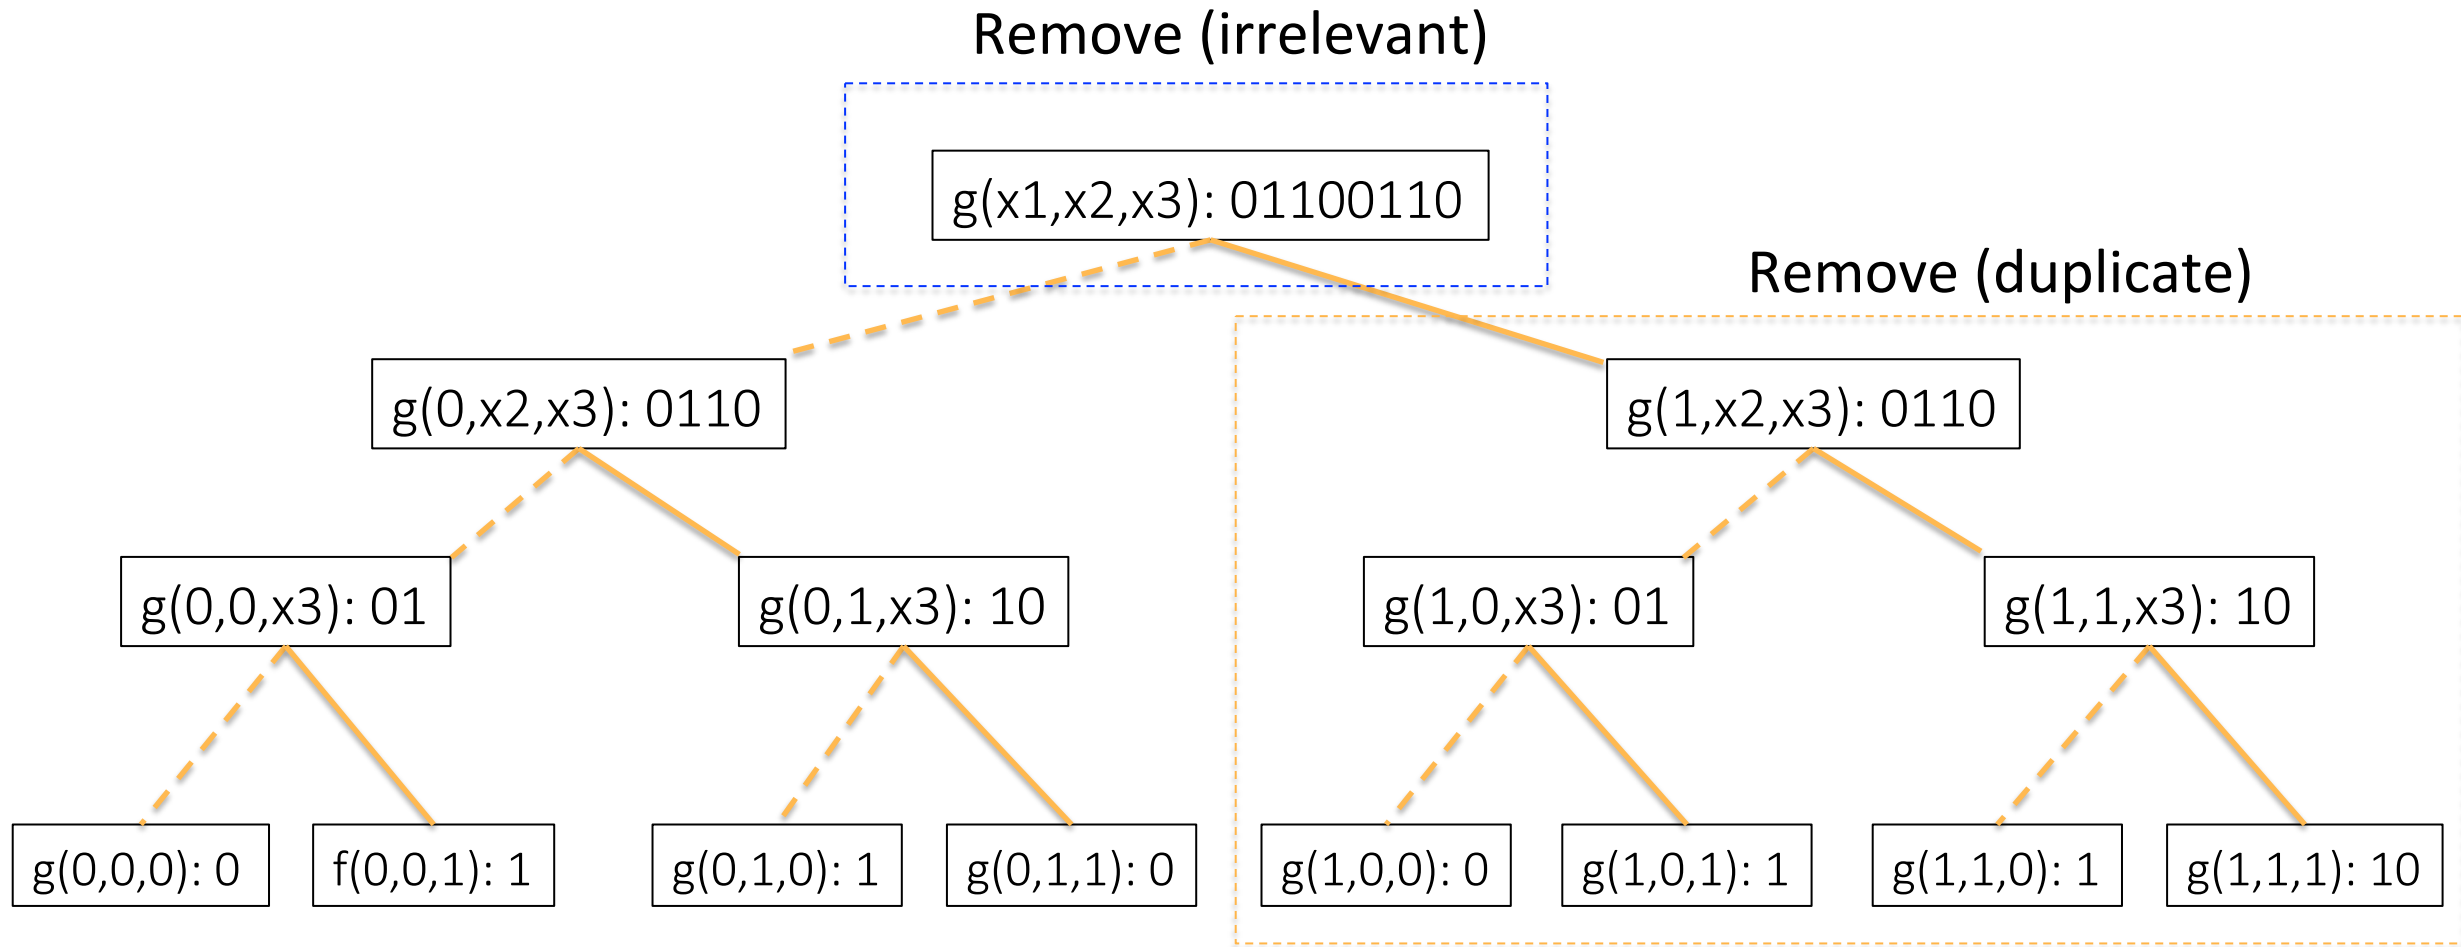 Remove (irrelevant)
g(x1,x2,x3): 01100110
Remove (duplicate)
g(0,x2,x3): 0110
g(1,x2,x3): 0110
g(0,0,x3): 01
g(0,1,x3): 10
g(1,0,x3): 01
g(1,1,x3): 10
g(0,0,0): 0
f(0,0,1): 1
g(0,1,0): 1
g(0,1,1): 0
g(1,0,0): 0
g(1,0,1): 1
g(1,1,0): 1
g(1,1,1): 10